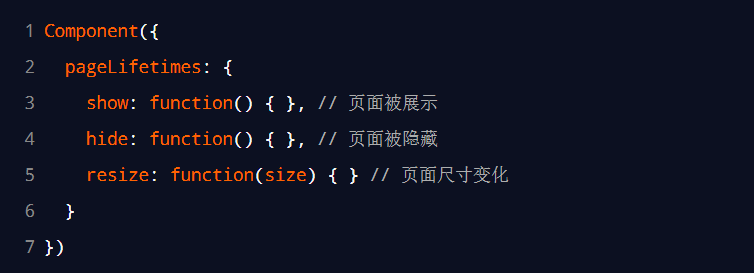 1 Component({
2   pageLifetimes: {
3     show: function() { }, // 页面被展示
4     hide: function() { }, // 页面被隐藏
5     resize: function(size) { } // 页面尺寸变化
6   }
7 })